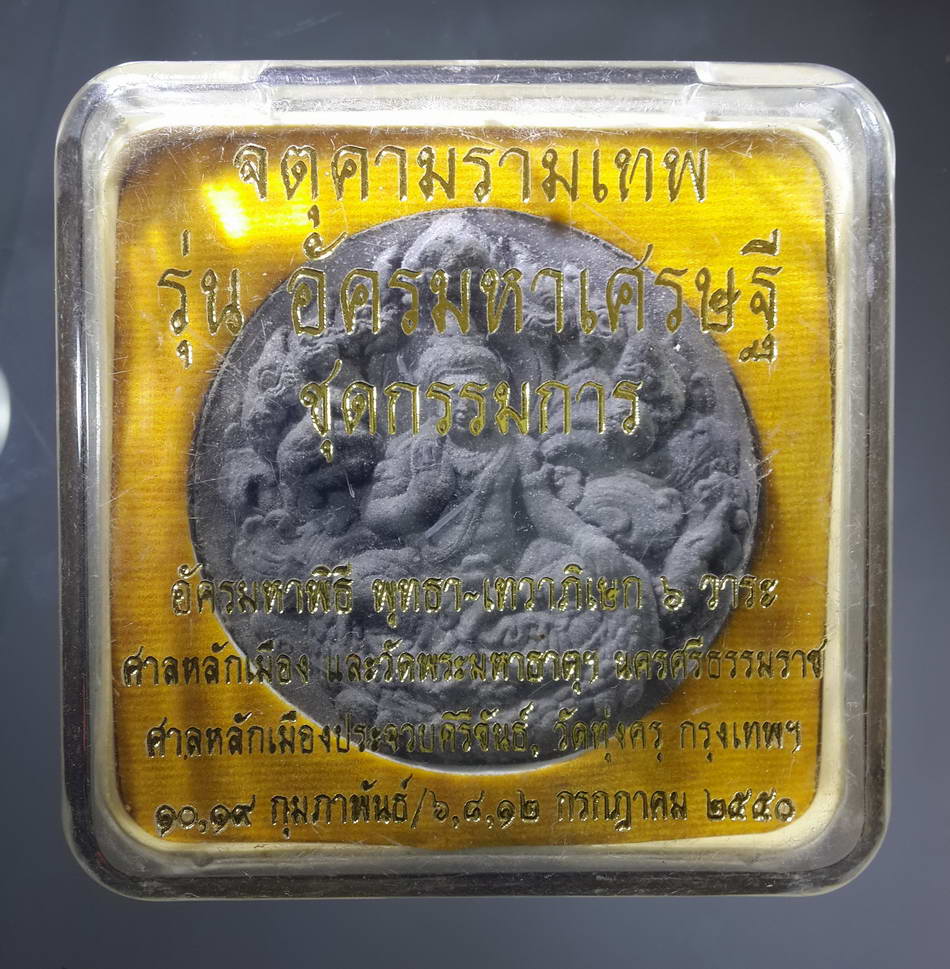 จตุคามรามเทพ
รุ่น อัครมหาเศรษฐี
ชุดกรรมการ
อัครมหาพิธี พุทธา~เทวาภิเษก ๖ วาระ
ศาลหลักเมือง และวัดพระมหาธาตุฯ นครศรีธรรมราช
ศาลหลักเมืองประจวบคิรีขันธ์, วัดทุ่งครุ กรุงเทพฯ
๑๐,๑๙ กุมภาพันธ์/๖,๘,๑๒ กรกฎาคม ๒๕๕๐